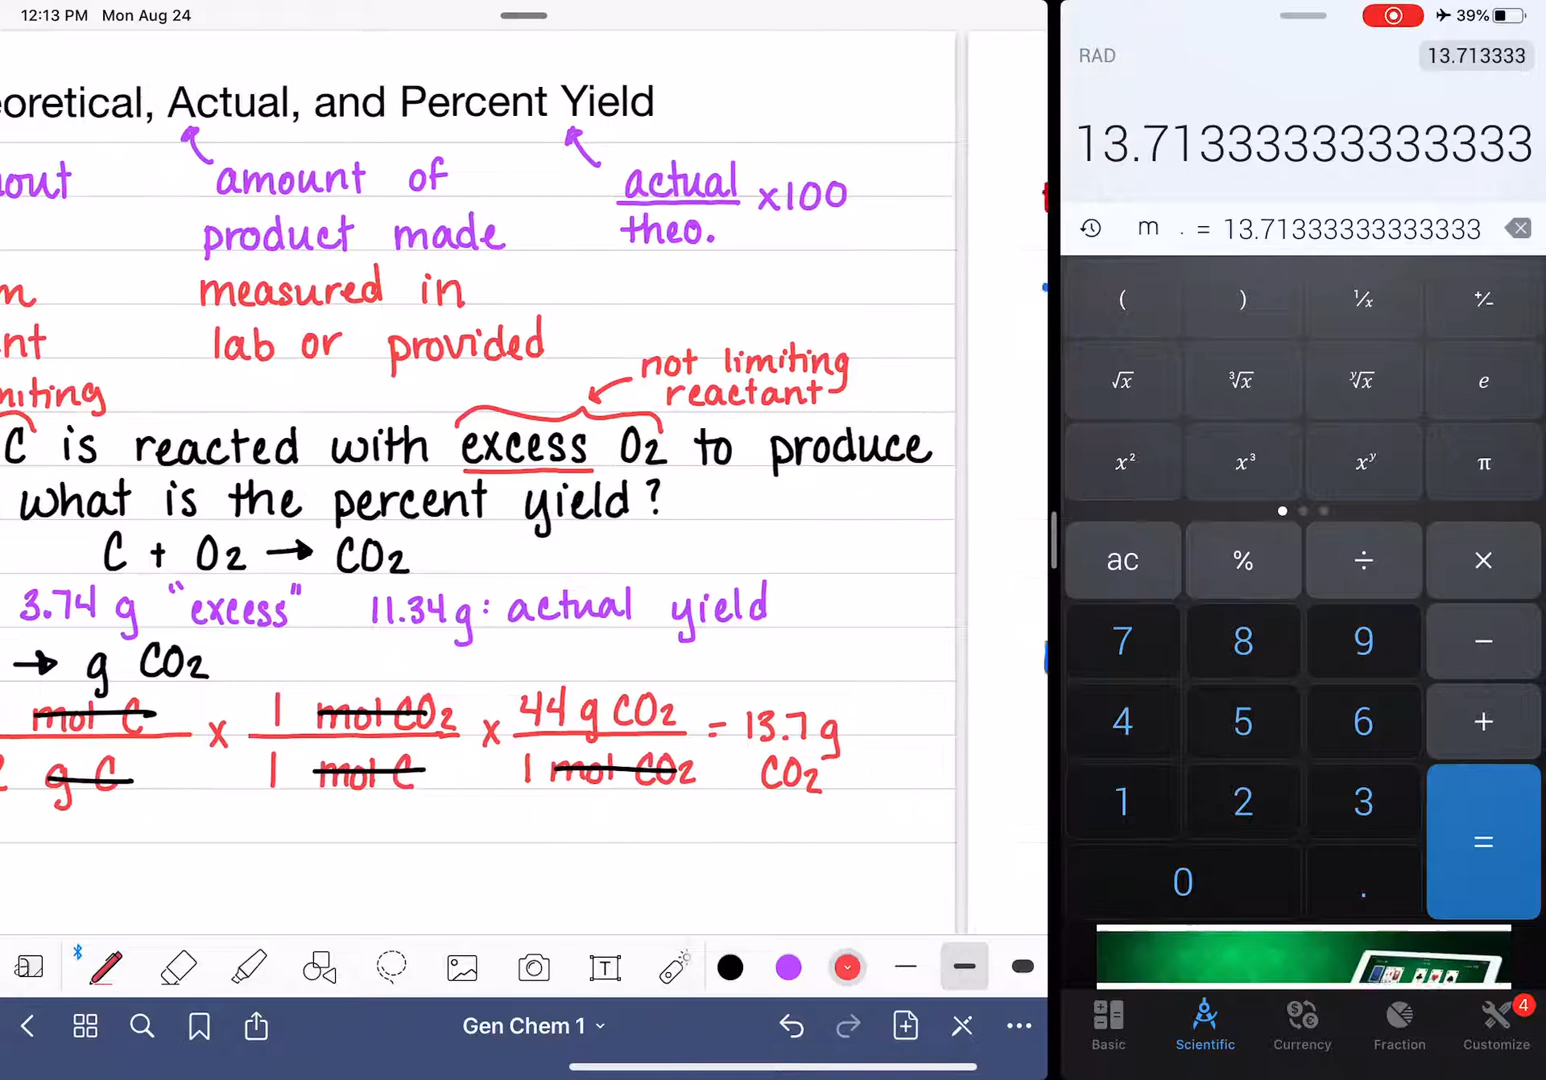 12:13 PM Mon Aug 24
eoretical, Actual, and Percent Yield
out
amount of
product made
measured in
lab or provided
actual
theo.
×100
m
nt
miting
not limiting
reactant
C is reacted with excess O2 to produce
what is the percent yield?
C + O2 → CO2
3.74 g "excess" 11.34 g: actual yield
→ g CO2
mol C × 1 mol CO2 × 44 g CO2 = 13.7 g
g C 1 mol C 1 mol CO2 CO2
Gen Chem 1
39%
RAD 13.713333
13.71333333333333
m . = 13.71333333333333
( ) 1/x +/-
√x ∛x ʸ√x e
x² x³ xʸ π
ac % ÷ ×
7 8 9 −
4 5 6 +
1 2 3 =
0 .
4
Basic Scientific Currency Fraction Customize